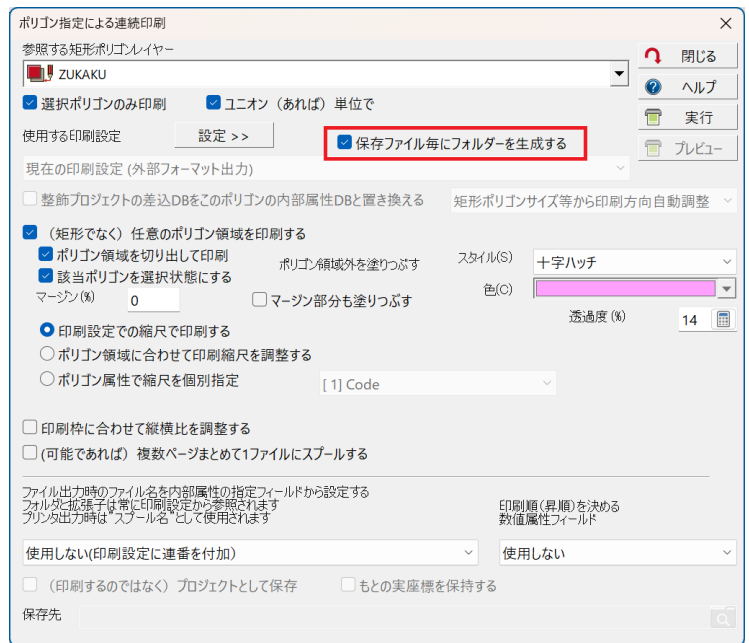 ポリゴン指定による連続印刷
参照する矩形ポリゴンレイヤー
ZUKAKU
閉じる
ヘルプ
選択ポリゴンのみ印刷
ユニオン（あれば）単位で
実行
使用する印刷設定
設定 >>
保存ファイル毎にフォルダーを生成する
プレビュー
現在の印刷設定 (外部フォーマット出力)
整飾プロジェクトの差込DBをこのポリゴンの内部属性DBと置き換える
矩形ポリゴンサイズ等から印刷方向自動調整
（矩形でなく）任意のポリゴン領域を印刷する
ポリゴン領域を切り出して印刷
ポリゴン領域外を塗りつぶす
スタイル(S)
十字ハッチ
該当ポリゴンを選択状態にする
マージン(%)
0
マージン部分も塗りつぶす
色(C)
透過度(%)
14
印刷設定での縮尺で印刷する
ポリゴン領域に合わせて印刷縮尺を調整する
ポリゴン属性で縮尺を個別指定
[ 1] Code
印刷枠に合わせて縦横比を調整する
(可能であれば）複数ページまとめて1ファイルにスプールする
ファイル出力時のファイル名を内部属性の指定フィールドから設定する
フォルダと拡張子は常に印刷設定から参照されます
プリンタ出力時は"スプール名"として使用されます
印刷順（昇順）を決める
数値属性フィールド
使用しない(印刷設定に連番を付加）
使用しない
（印刷するのではなく）プロジェクトとして保存
もとの実座標を保持する
保存先